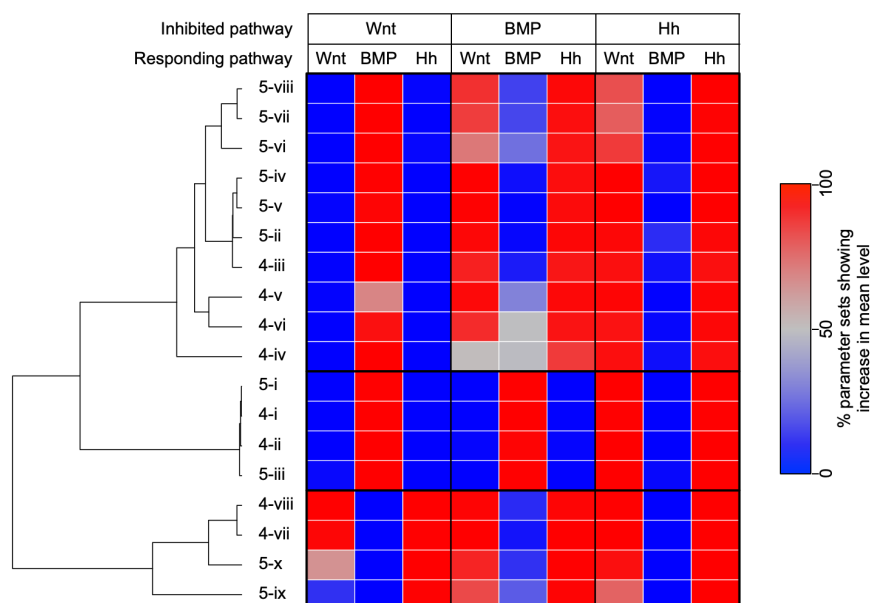 Inhibited pathway Wnt BMP Hh
Responding pathway Wnt BMP Hh Wnt BMP Hh Wnt BMP Hh
5-viii
5-vii
5-vi
5-iv
5-v
5-ii
4-iii
4-v
4-vi
4-iv
5-i
4-i
4-ii
5-iii
4-viii
4-vii
5-x
5-ix
100
50
0
% parameter sets showing
increase in mean level